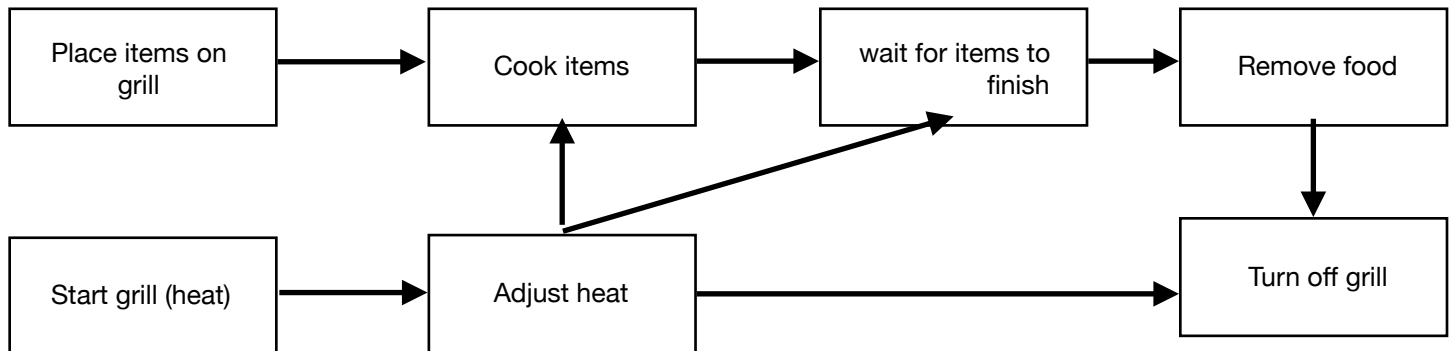 Place items on
grill
Cook items
wait for items to
finish
Remove food
Start grill (heat)
Adjust heat
Turn off grill